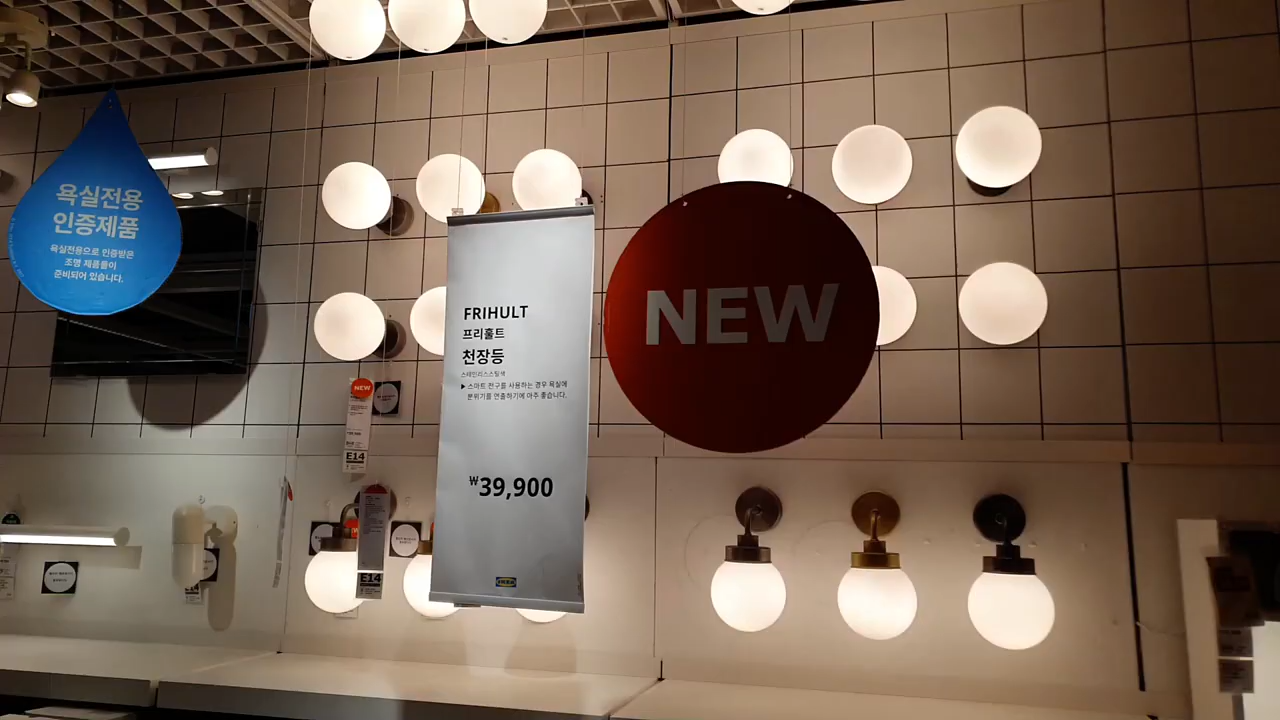 욕실전용
인증제품
욕실전용으로 인증받은
조명 제품들이
준비되어 있습니다.
FRIHULT
프리훌트
천장등
스테인리스스틸색
▶ 스마트 전구를 사용하는 경우 욕실에
분위기를 연출하기에 아주 좋습니다.
₩39,900
IKEA
NEW
NEW
E14
E14